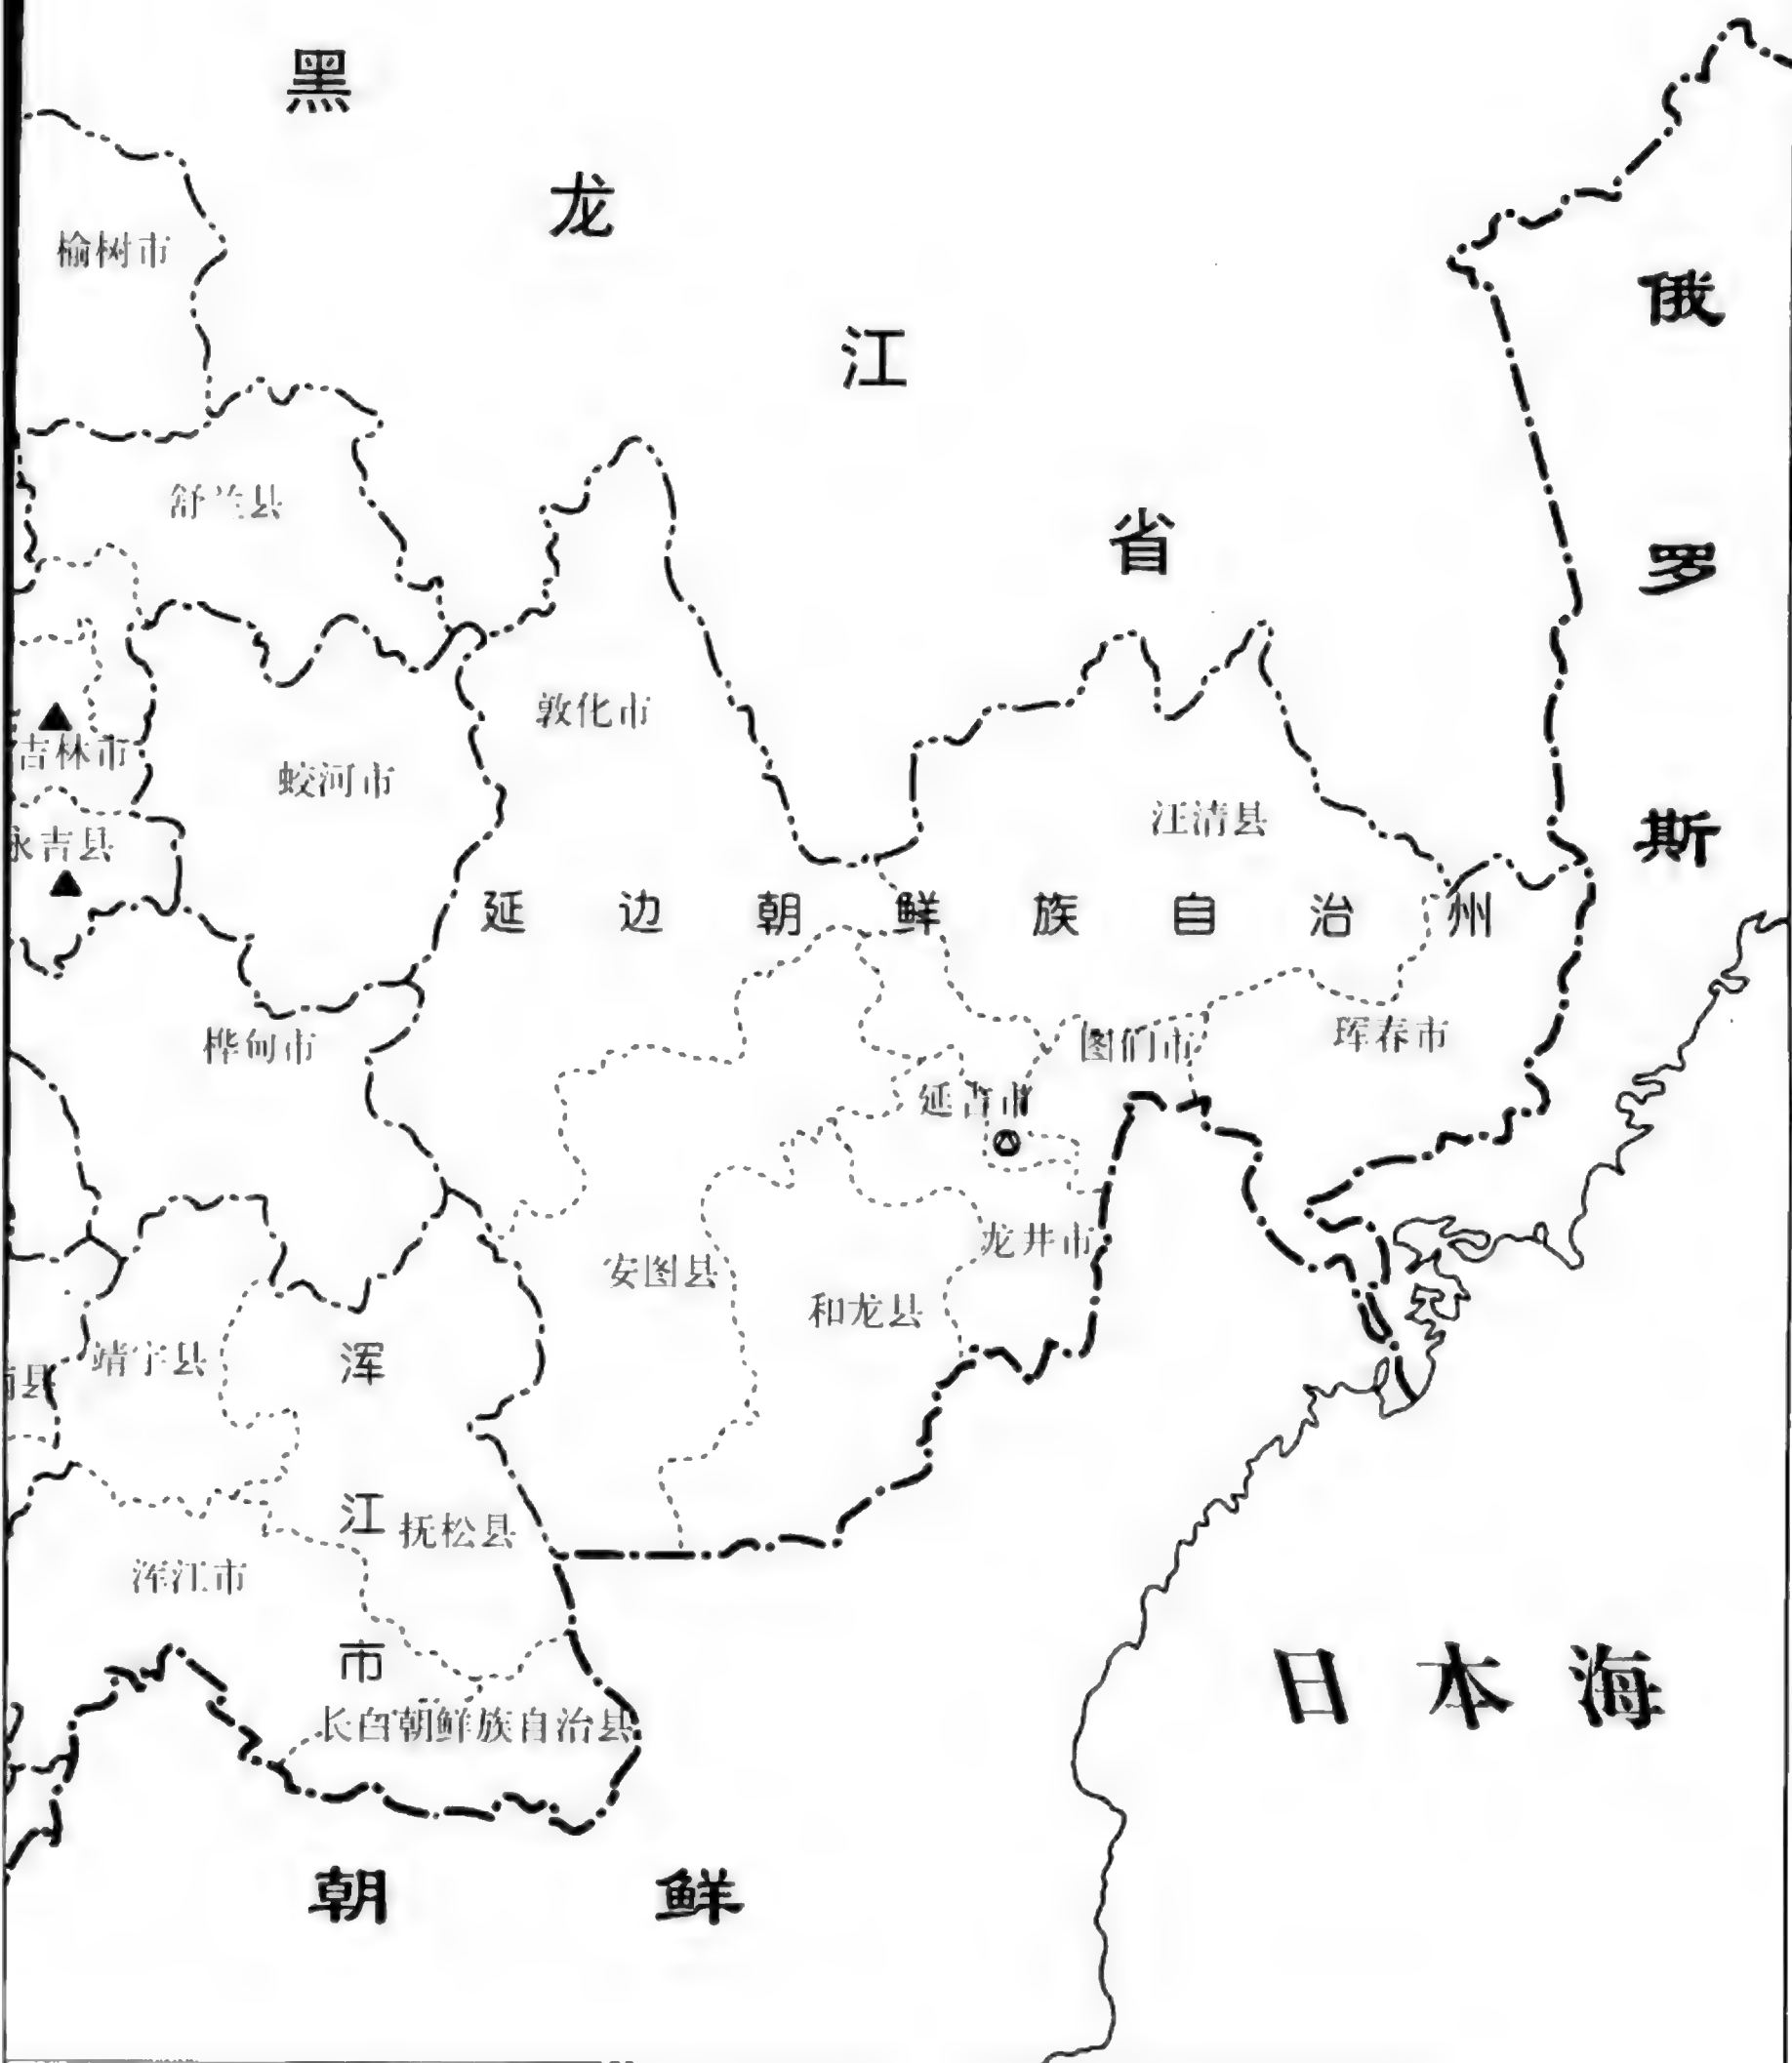 黑龙江省
俄罗斯
榆树市
舒兰县
敦化市
吉林市
蛟河市
汪清县
永吉县
延边朝鲜族自治州
珲春市
图们市
桦甸市
延吉市
龙井市
安图县
和龙县
靖宇县
县
浑江市
抚松县
浑江市
日本海
长白朝鲜族自治县
朝鲜